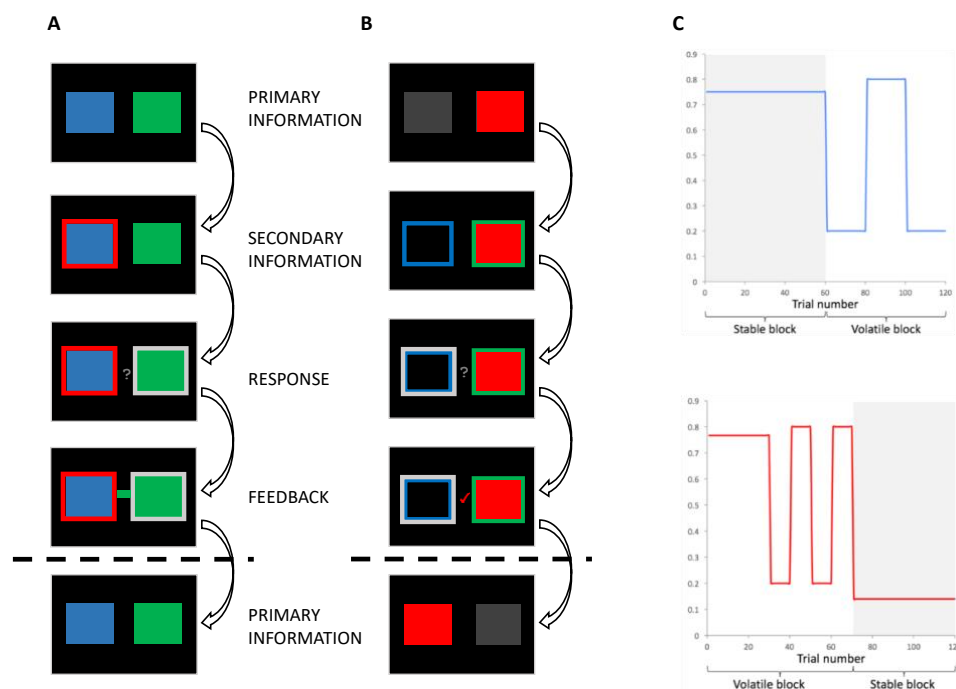 A
B
C
PRIMARY
INFORMATION
SECONDARY
INFORMATION
?
?
RESPONSE
FEEDBACK
PRIMARY
INFORMATION
0.9
0.8
0.7
0.6
0.5
0.4
0.3
0.2
0.1
0
0 20 40 60 80 100 120
Trial number
Stable block Volatile block
0.9
0.8
0.7
0.6
0.5
0.4
0.3
0.2
0.1
0
0 20 40 60 80 100 120
Trial number
Volatile block Stable block